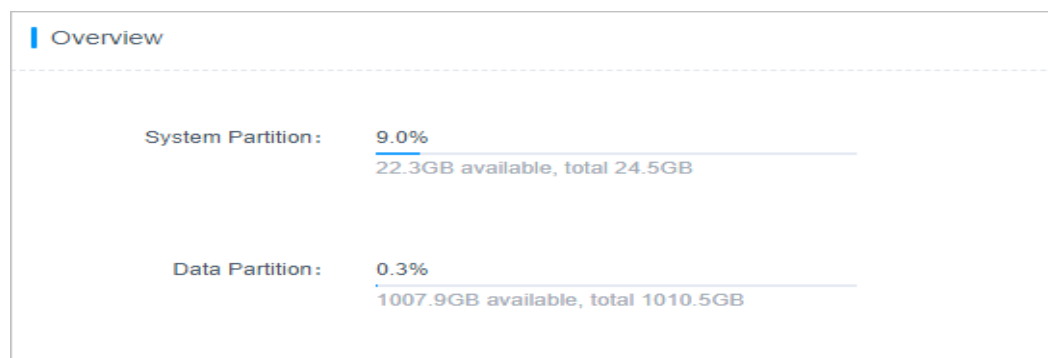 Overview
System Partition: 9.0%
22.3GB available, total 24.5GB
Data Partition: 0.3%
1007.9GB available, total 1010.5GB